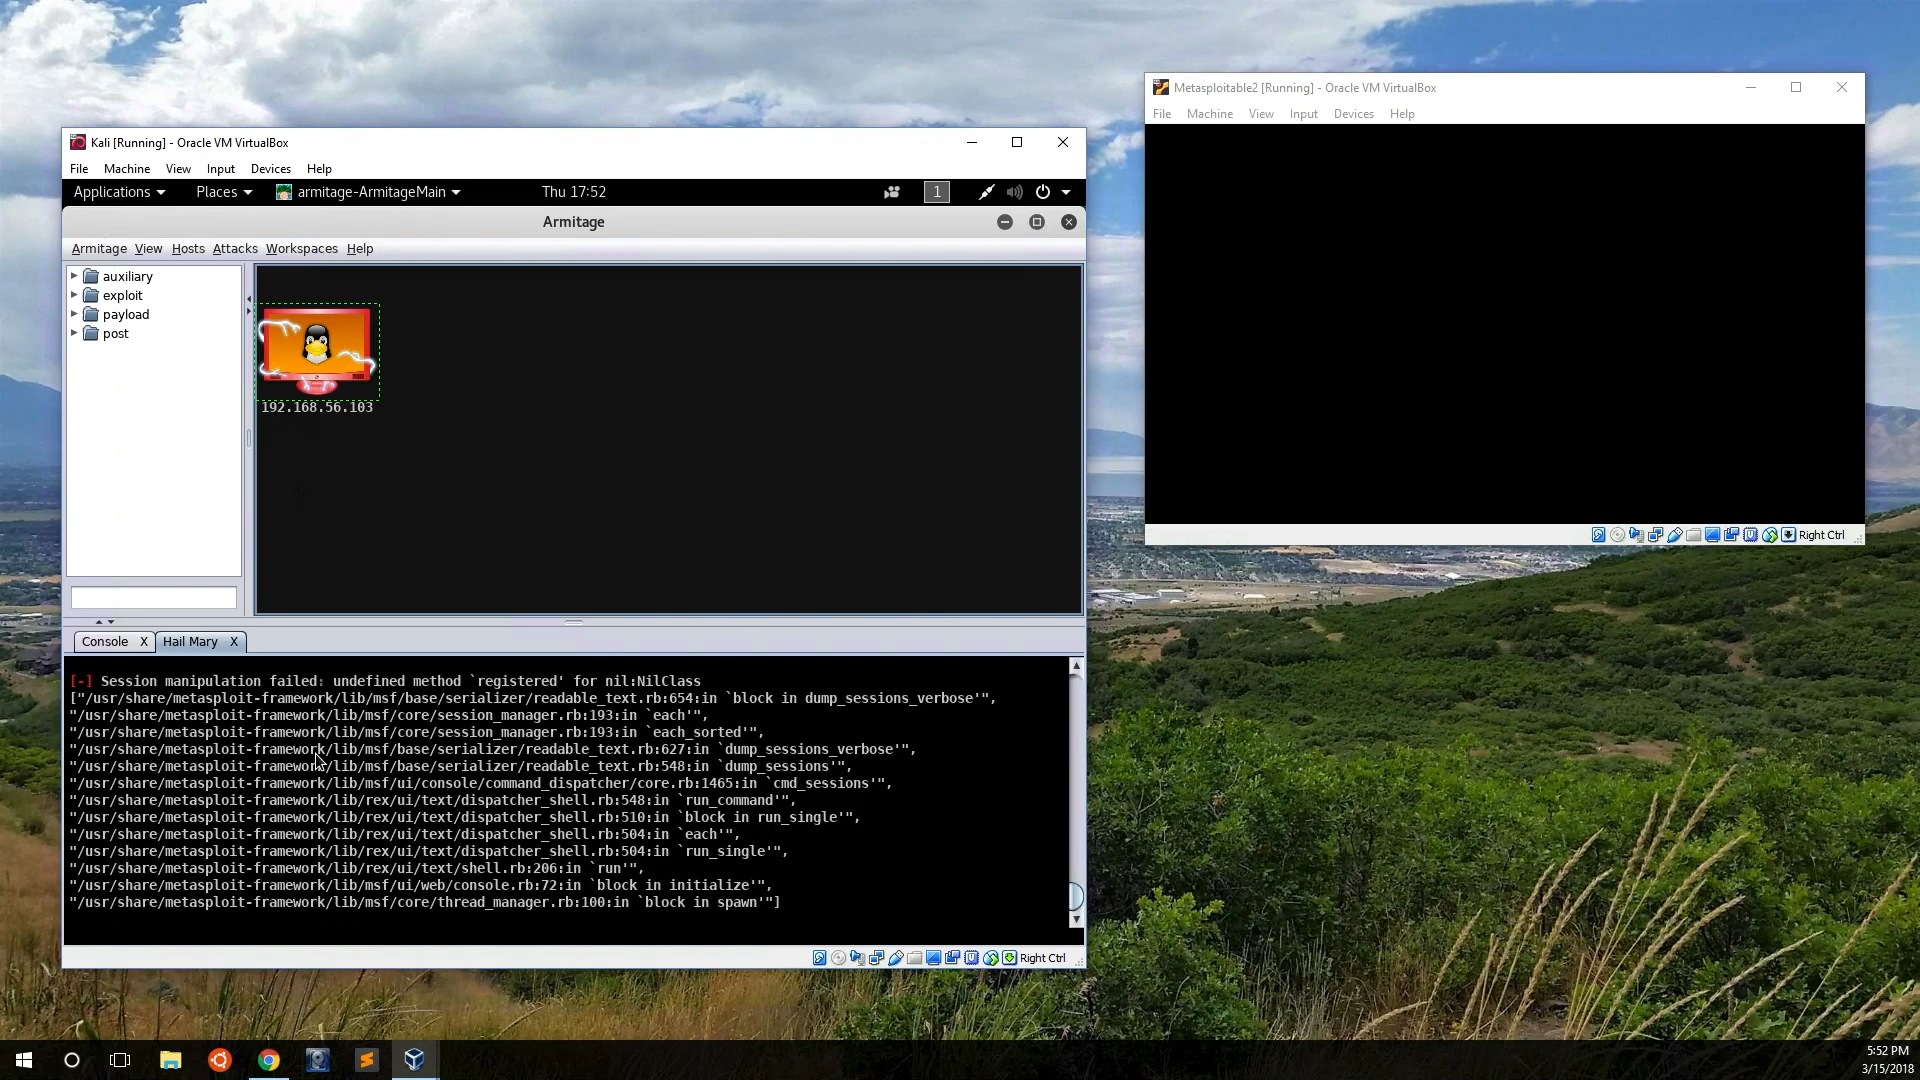 Metasploitable2 [Running] - Oracle VM VirtualBox
File Machine View Input Devices Help
Right Ctrl
Kali [Running] - Oracle VM VirtualBox
File Machine View Input Devices Help
Applications Places armitage-ArmitageMain Thu 17:52 1
Armitage
Armitage View Hosts Attacks Workspaces Help
auxiliary
exploit
payload
post
192.168.56.103
Console X Hail Mary X
[-] Session manipulation failed: undefined method `registered' for nil:NilClass
["/usr/share/metasploit-framework/lib/msf/base/serializer/readable_text.rb:654:in `block in dump_sessions_verbose'",
"/usr/share/metasploit-framework/lib/msf/core/session_manager.rb:193:in `each'",
"/usr/share/metasploit-framework/lib/msf/core/session_manager.rb:193:in `each_sorted'",
"/usr/share/metasploit-framework/lib/msf/base/serializer/readable_text.rb:627:in `dump_sessions_verbose'",
"/usr/share/metasploit-framework/lib/msf/base/serializer/readable_text.rb:548:in `dump_sessions'",
"/usr/share/metasploit-framework/lib/msf/ui/console/command_dispatcher/core.rb:1465:in `cmd_sessions'",
"/usr/share/metasploit-framework/lib/rex/ui/text/dispatcher_shell.rb:548:in `run_command'",
"/usr/share/metasploit-framework/lib/rex/ui/text/dispatcher_shell.rb:510:in `block in run_single'",
"/usr/share/metasploit-framework/lib/rex/ui/text/dispatcher_shell.rb:504:in `each'",
"/usr/share/metasploit-framework/lib/rex/ui/text/dispatcher_shell.rb:504:in `run_single'",
"/usr/share/metasploit-framework/lib/rex/ui/text/shell.rb:206:in `run'",
"/usr/share/metasploit-framework/lib/msf/ui/web/console.rb:72:in `block in initialize'",
"/usr/share/metasploit-framework/lib/msf/core/thread_manager.rb:100:in `block in spawn'"]
Right Ctrl
5:52 PM
3/15/2018